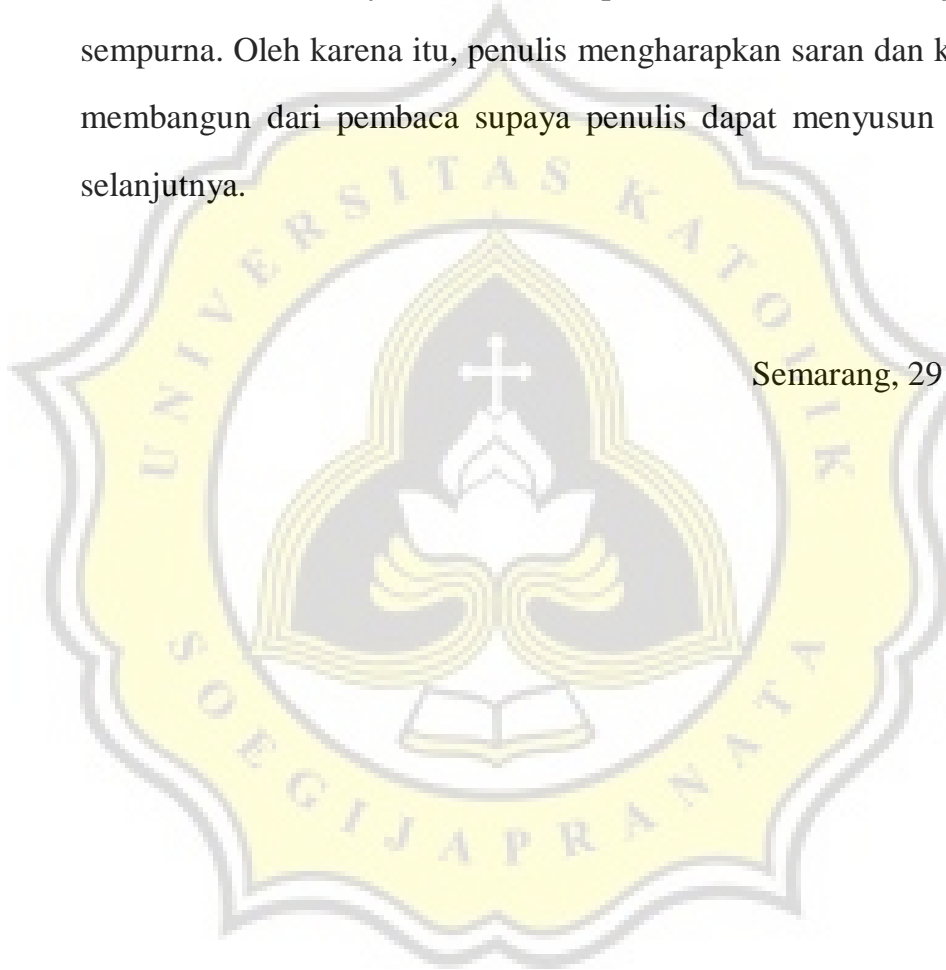 sempurna. Oleh karena itu, penulis mengharapkan saran dan
membangun dari pembaca supaya penulis dapat menyusun
selanjutnya.
Semarang, 29
UNIVERSITAS KATOLIK
SOEGIJAPRANATA